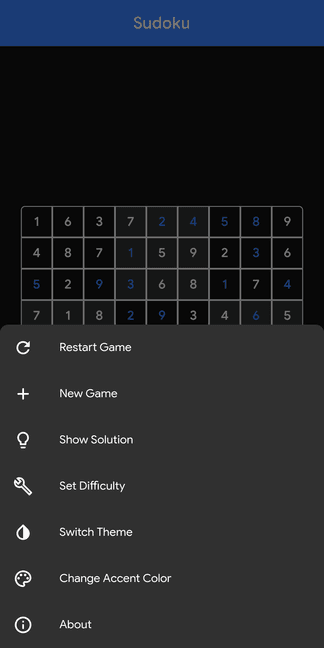 Sudoku
1 6 3 7 2 4 5 8 9
4 8 7 1 5 9 2 3 6
5 2 9 3 6 8 1 7 4
7 1 8 2 9 3 4 6 5
Restart Game
New Game
Show Solution
Set Difficulty
Switch Theme
Change Accent Color
About